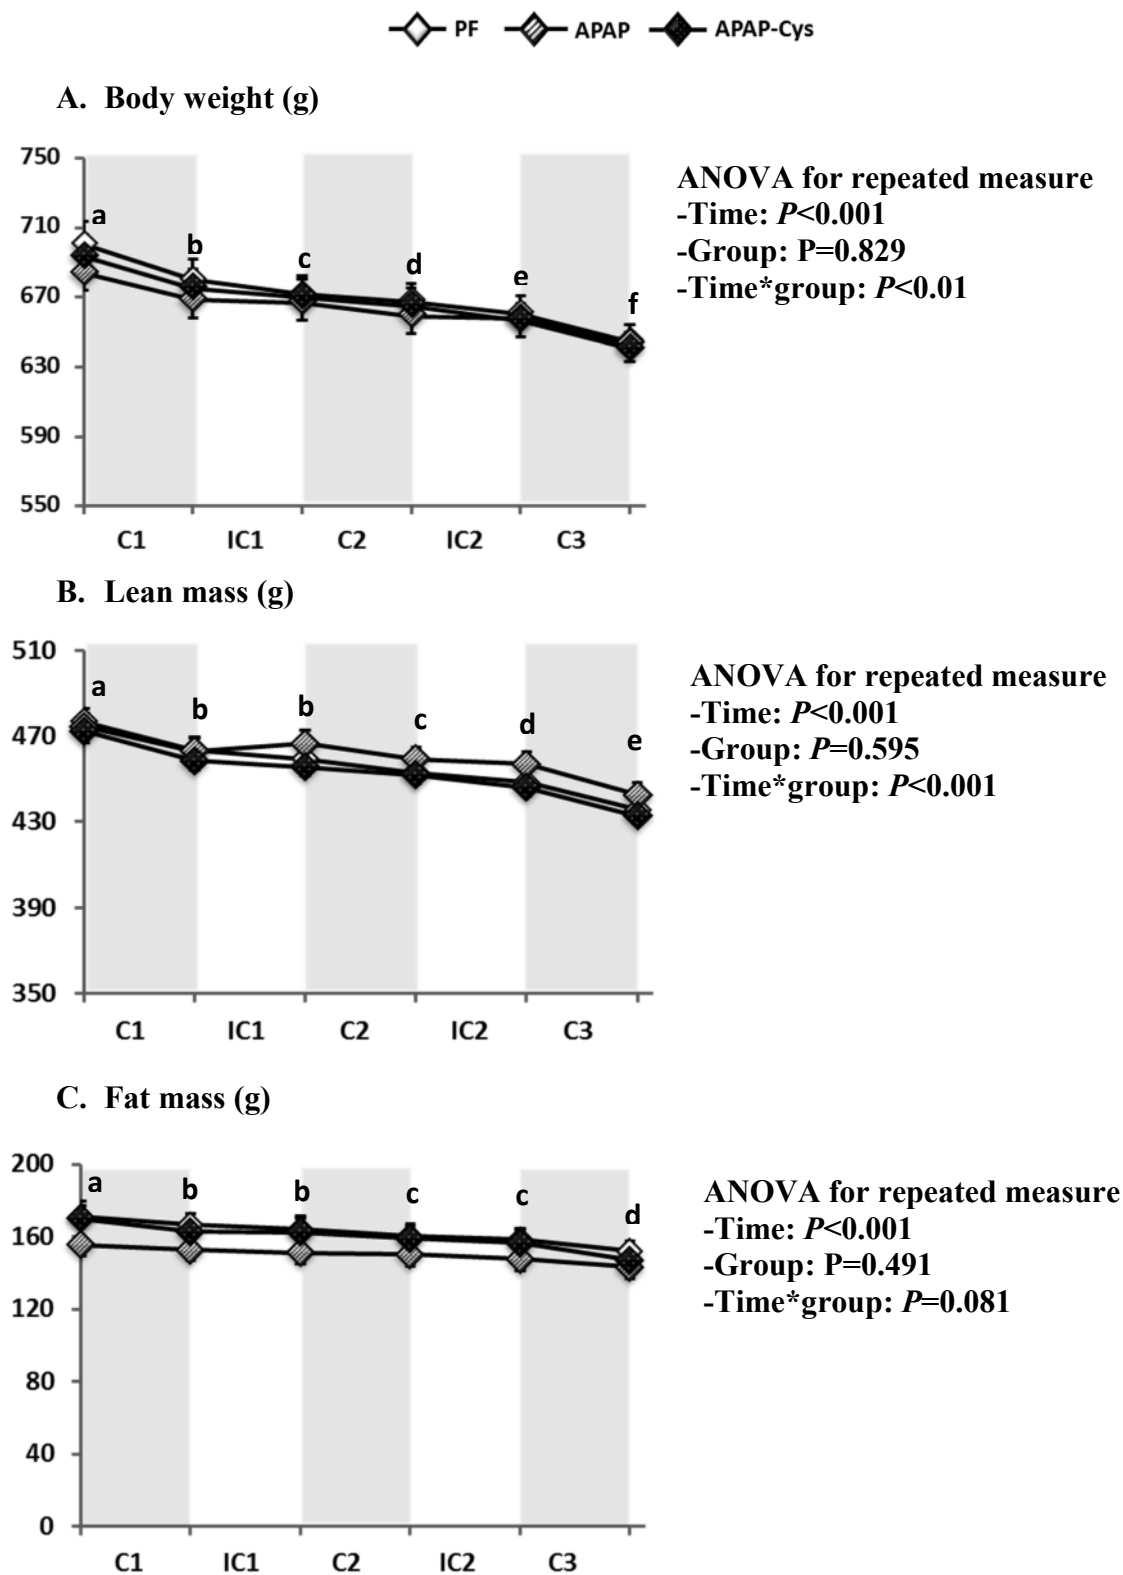 PF APAP APAP-Cys
A. Body weight (g)
750
710
670
630
590
550
a b c d e f
C1 IC1 C2 IC2 C3
ANOVA for repeated measure
-Time: P<0.001
-Group: P=0.829
-Time*group: P<0.01
B. Lean mass (g)
510
470
430
390
350
a b b c d e
C1 IC1 C2 IC2 C3
ANOVA for repeated measure
-Time: P<0.001
-Group: P=0.595
-Time*group: P<0.001
C. Fat mass (g)
200
160
120
80
40
0
a b b c c d
C1 IC1 C2 IC2 C3
ANOVA for repeated measure
-Time: P<0.001
-Group: P=0.491
-Time*group: P=0.081